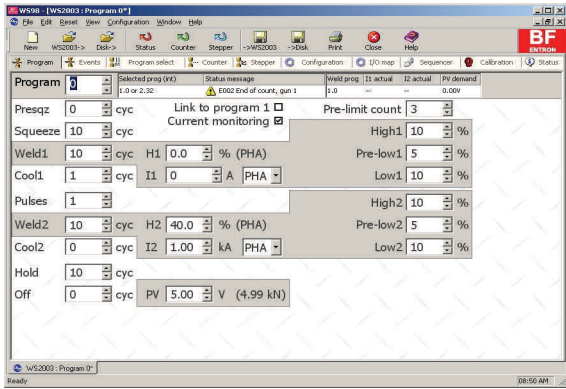 WS98 - [WS2003 : Program 0*]
File Edit Reset View Configuration Window Help
New WS2003-> Disk-> Status Counter Stepper ->WS2003 ->Disk Print Close Help
BF
ENTRON
Program Events Program select Counter Stepper Configuration I/O map Sequencer Calibration Status
Program 0
Selected prog (int) Status message Weld prog I1 actual I2 actual PV demand
1.0 or 2.32 E002 End of count, gun 1 1.0 -- -- 0.00V
Presqz 0 cyc Link to program 1 Pre-limit count 3
Current monitoring
Squeeze 10 cyc High1 10 %
Weld1 10 cyc H1 0.0 % (PHA) Pre-low1 5 %
Cool1 1 cyc I1 0 A PHA Low1 10 %
Pulses 1 High2 10 %
Weld2 10 cyc H2 40.0 % (PHA) Pre-low2 5 %
Cool2 0 cyc I2 1.00 kA PHA Low2 10 %
Hold 10 cyc
Off 0 cyc PV 5.00 V (4.99 kN)
WS2003 : Program 0*
Ready 08:50 AM